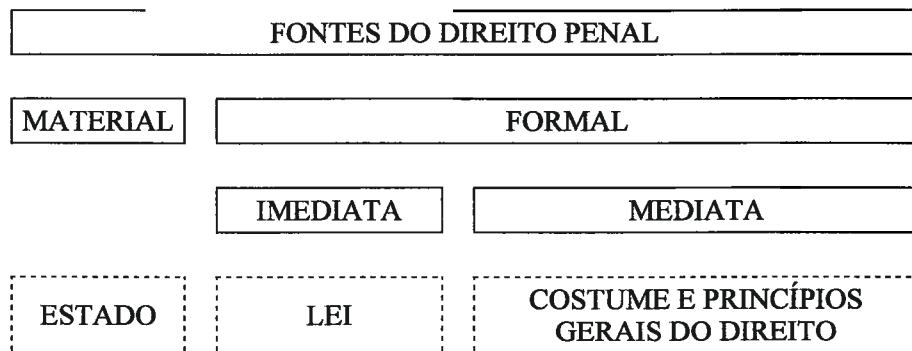 FONTES DO DIREITO PENAL
MATERIAL
FORMAL
IMEDIATA
MEDIATA
ESTADO
LEI
COSTUME E PRINCÍPIOS
GERAIS DO DIREITO